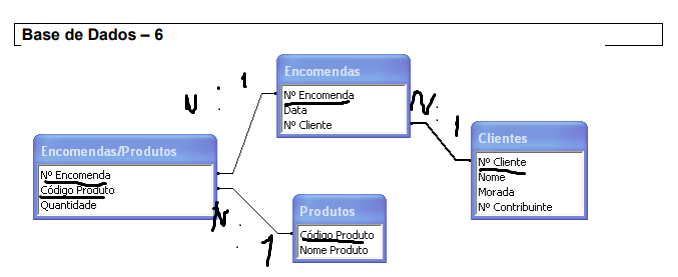 Base de Dados – 6
N : 1
Encomendas
Nº Encomenda
Data
Nº Cliente
N : 1
Clientes
Nº Cliente
Nome
Morada
Nº Contribuinte
Encomendas/Produtos
Nº Encomenda
Código Produto
Quantidade
N : 1
Produtos
Código Produto
Nome Produto